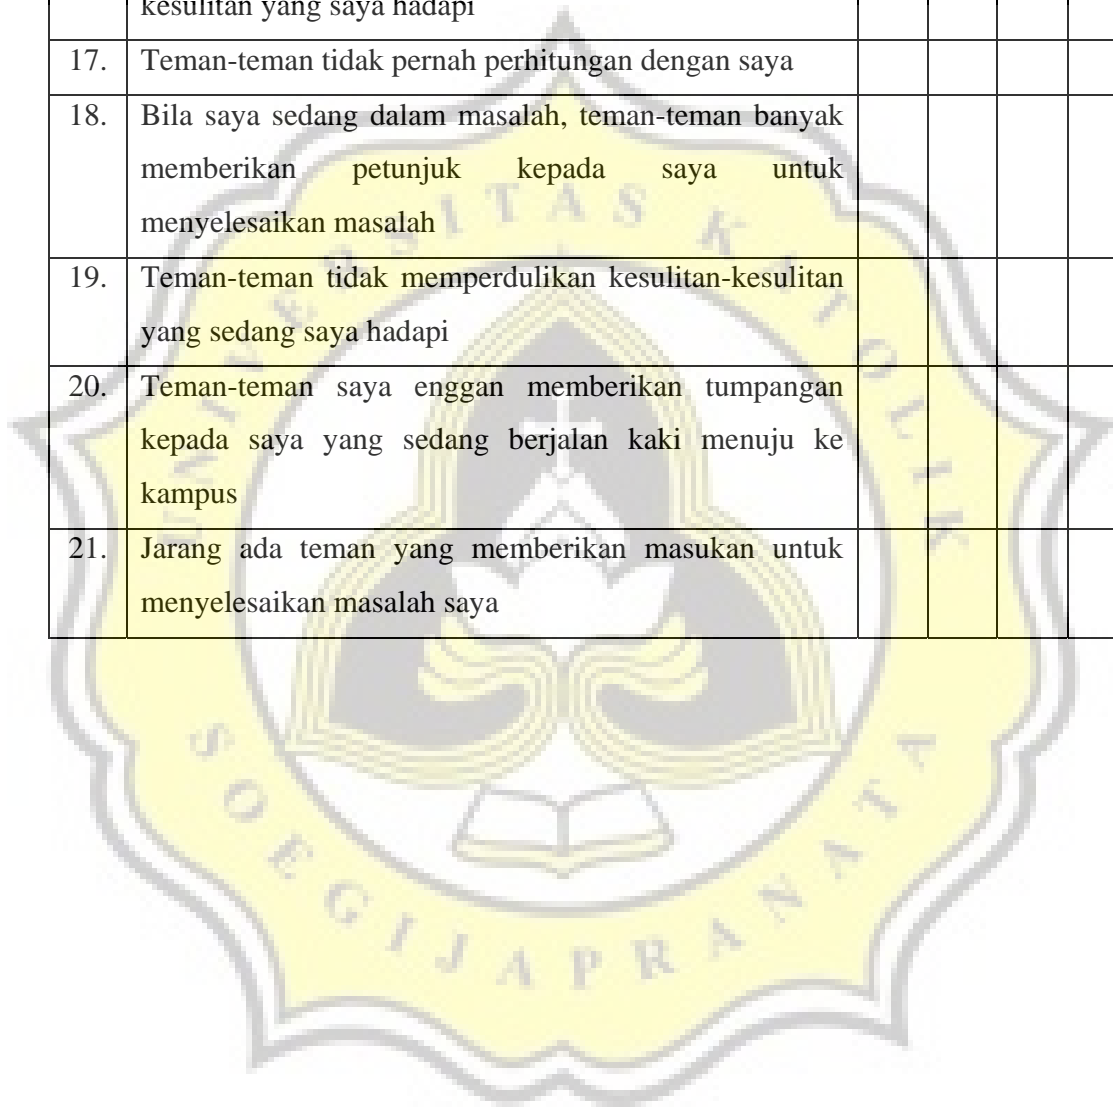 kesulitan yang saya hadapi
17. Teman-teman tidak pernah perhitungan dengan saya
18. Bila saya sedang dalam masalah, teman-teman banyak
memberikan petunjuk kepada saya untuk
menyelesaikan masalah
19. Teman-teman tidak memperdulikan kesulitan-kesulitan
yang sedang saya hadapi
20. Teman-teman saya enggan memberikan tumpangan
kepada saya yang sedang berjalan kaki menuju ke
kampus
21. Jarang ada teman yang memberikan masukan untuk
menyelesaikan masalah saya
UNIVERSITAS KATOLIK
SOEGIJAPRANATA